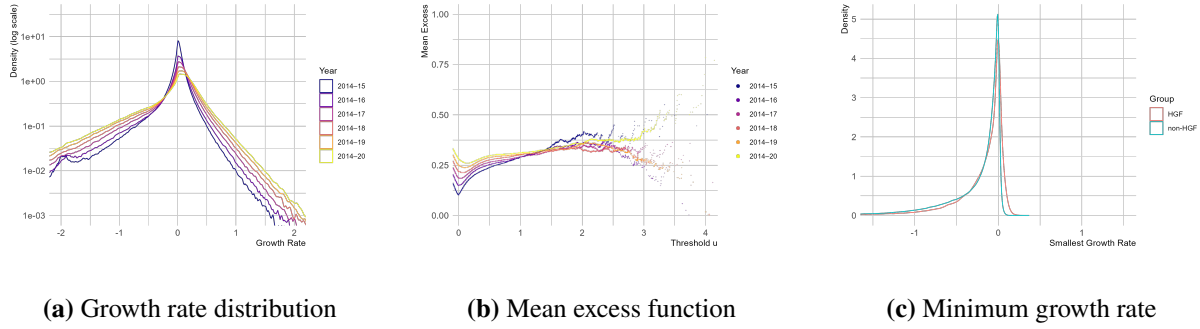 Density (log scale)
1e+01
1e+00
1e-01
1e-02
1e-03
-2
-1
0
1
2
Growth Rate
Year
2014-15
2014-16
2014-17
2014-18
2014-19
2014-20
Mean Excess
1.00
0.75
0.50
0.25
0.00
0
1
2
3
4
Threshold u
Year
2014-15
2014-16
2014-17
2014-18
2014-19
2014-20
Density
5
4
3
2
1
0
-1
0
1
Smallest Growth Rate
Group
HGF
non-HGF
(a) Growth rate distribution
(b) Mean excess function
(c) Minimum growth rate